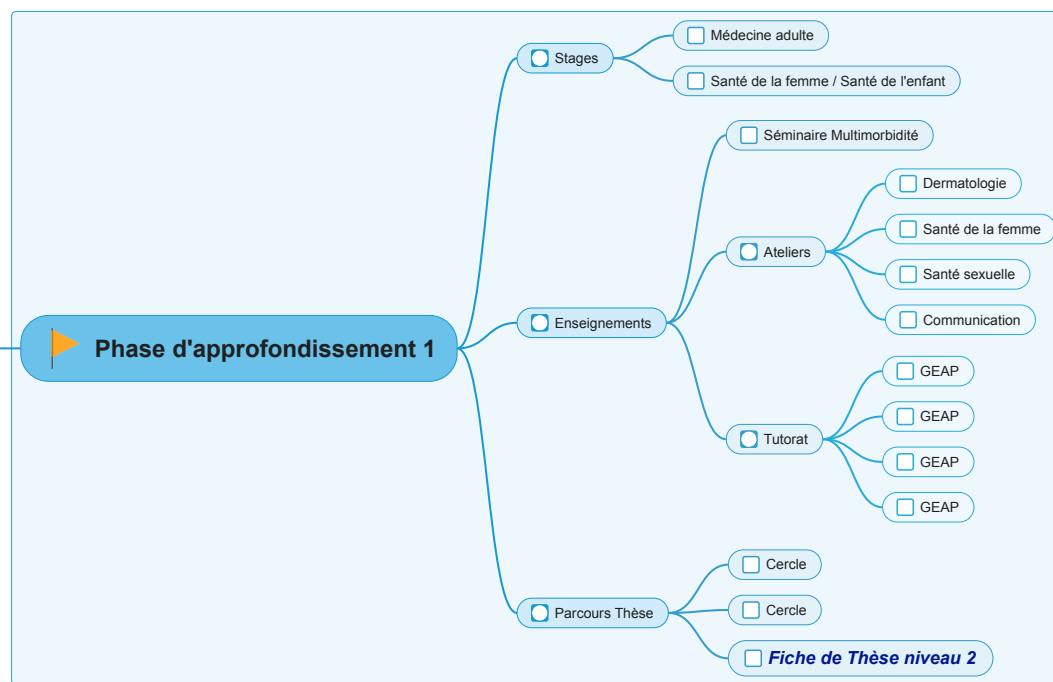 Phase d'approfondissement 1
Stages
Médecine adulte
Santé de la femme / Santé de l'enfant
Enseignements
Séminaire Multimorbidité
Ateliers
Dermatologie
Santé de la femme
Santé sexuelle
Communication
Tutorat
GEAP
GEAP
GEAP
GEAP
Parcours Thèse
Cercle
Cercle
Fiche de Thèse niveau 2